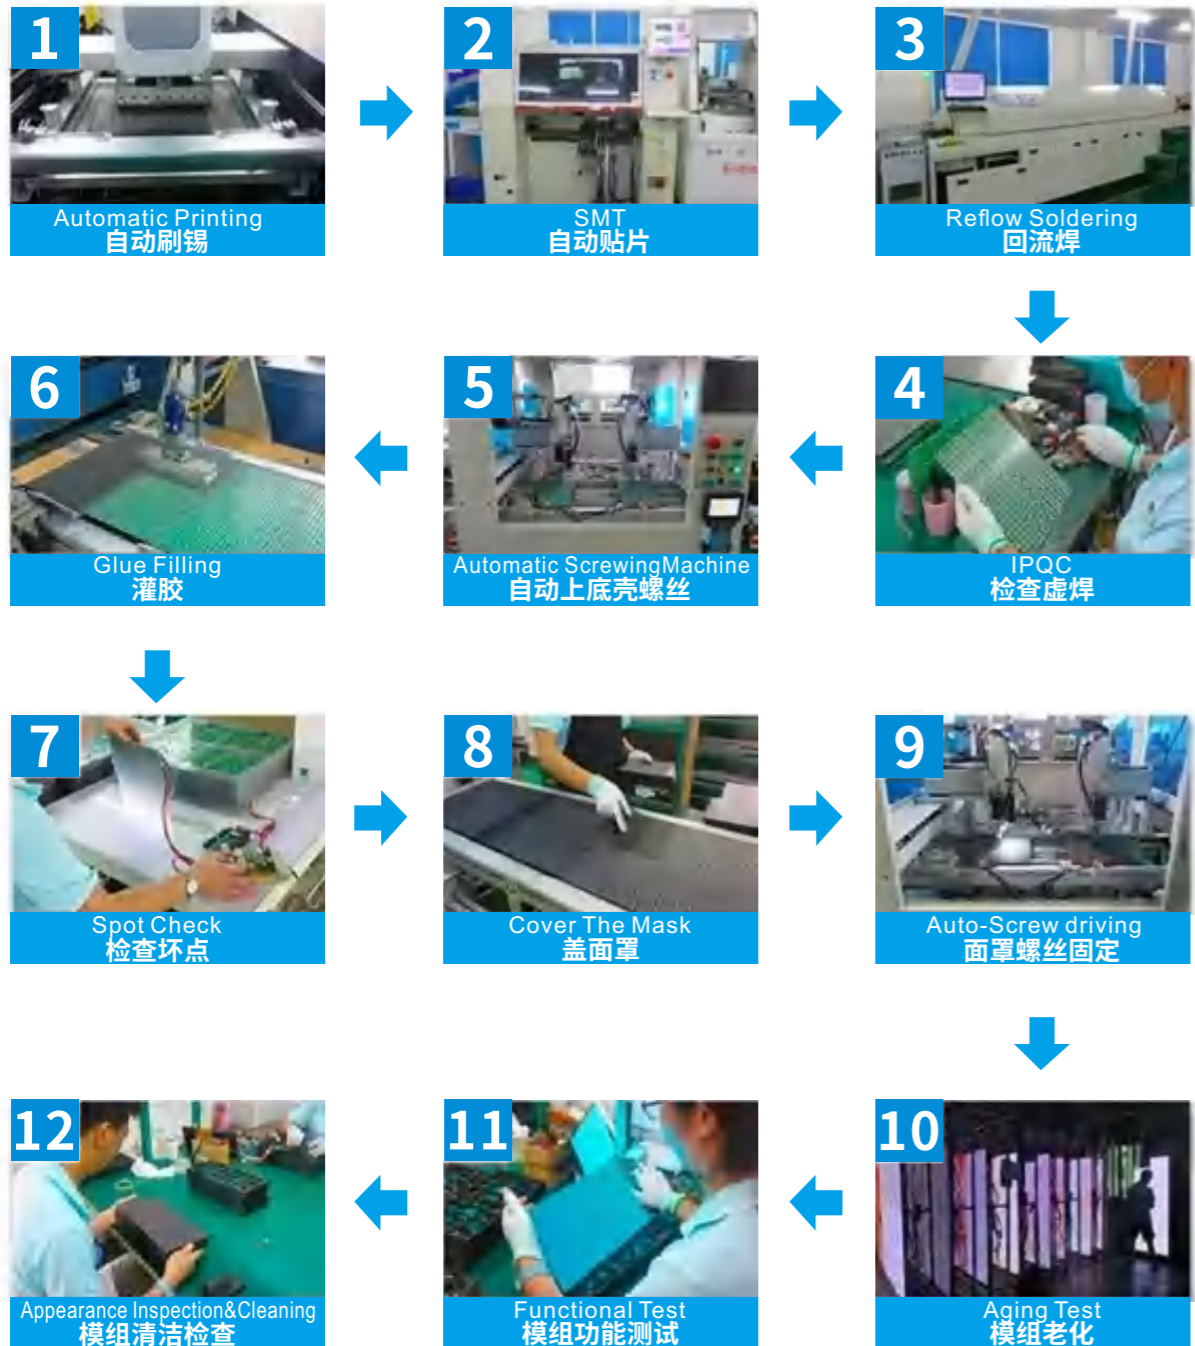 1
Automatic Printing
自动刷锡
2
SMT
自动贴片
3
Reflow Soldering
回流焊
4
IPQC
检查虚焊
5
Automatic ScrewingMachine
自动上底壳螺丝
6
Glue Filling
灌胶
7
Spot Check
检查坏点
8
Cover The Mask
盖面罩
9
Auto-Screw driving
面罩螺丝固定
10
Aging Test
模组老化
11
Functional Test
模组功能测试
12
Appearance Inspection&Cleaning
模组清洁检查